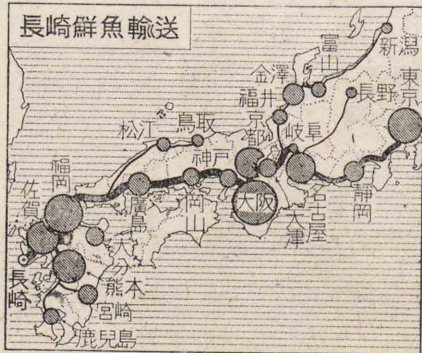 長崎鮮魚輸送
新潟
富山
金澤
福井
長野
東京
京都
岐阜
鳥取
松江
神戸
福岡
佐賀
廣島
岡山
大阪
大津
名古屋
静岡
大分
長崎
熊本
宮崎
鹿児島